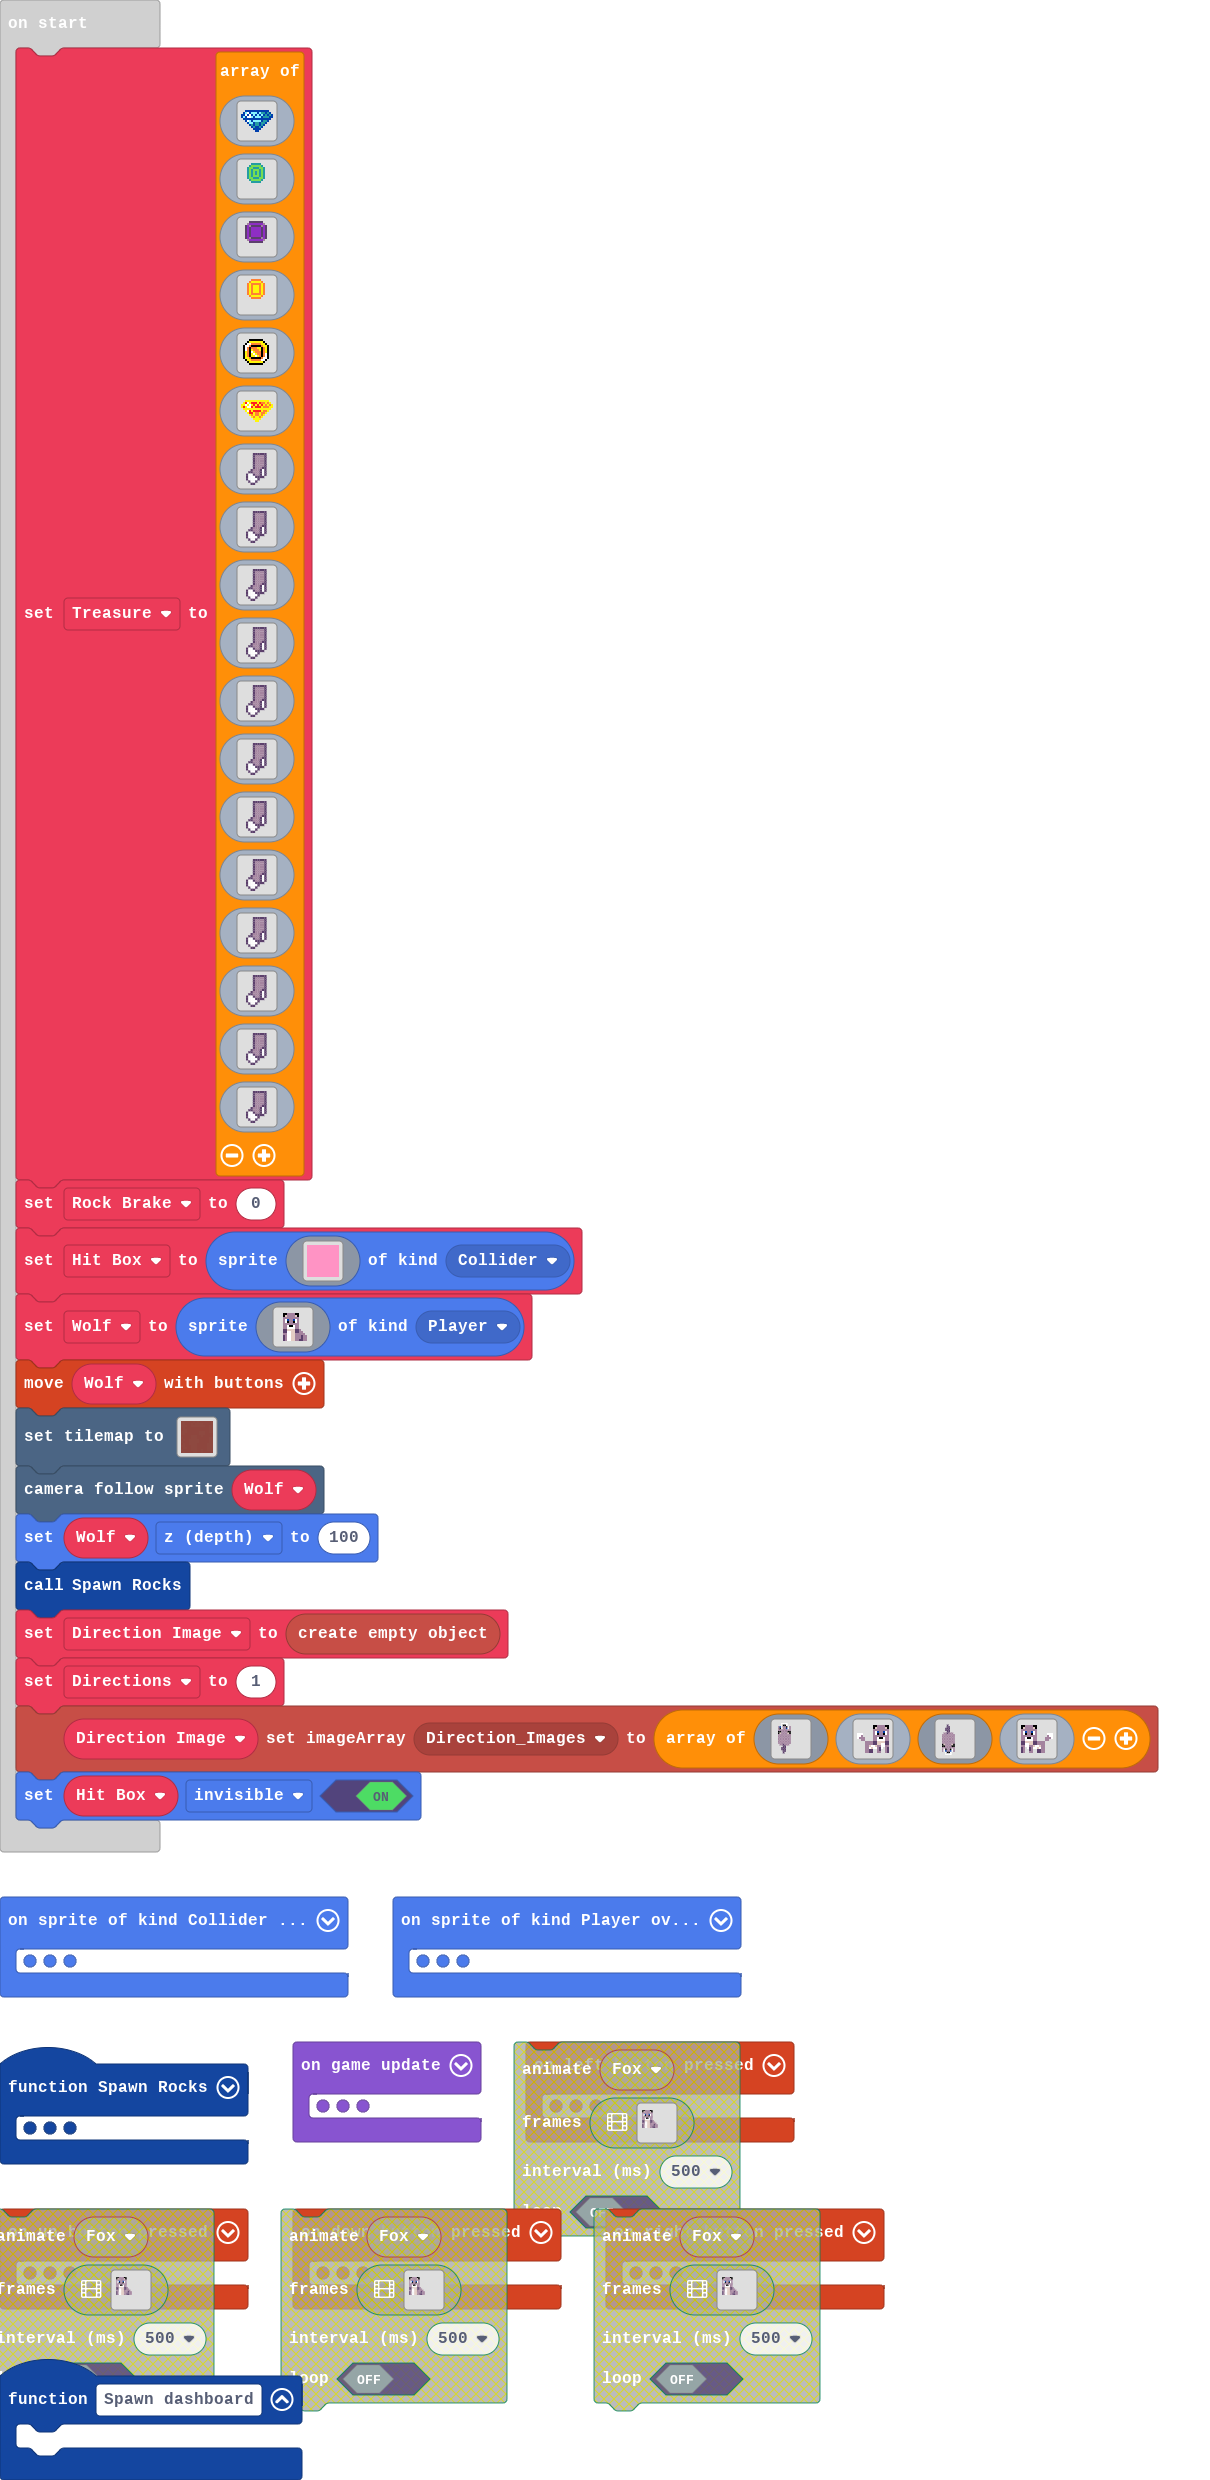 on start
array of
set Treasure to
set Rock Brake to 0
set Hit Box to sprite of kind Collider
set Wolf to sprite of kind Player
move Wolf with buttons
set tilemap to
camera follow sprite Wolf
set Wolf z (depth) to 100
call Spawn Rocks
set Direction Image to create empty object
set Directions to 1
Direction Image set imageArray Direction_Images to array of
set Hit Box invisible ON
on sprite of kind Collider ...
on sprite of kind Player ov...
function Spawn Rocks
on game update
pressed
animate Fox
frames
interval (ms) 500
loop
pressed
animate Fox
frames
interval (ms) 500
pressed
animate Fox
frames
interval (ms) 500
loop OFF
pressed
animate Fox
frames
interval (ms) 500
loop OFF
function Spawn dashboard